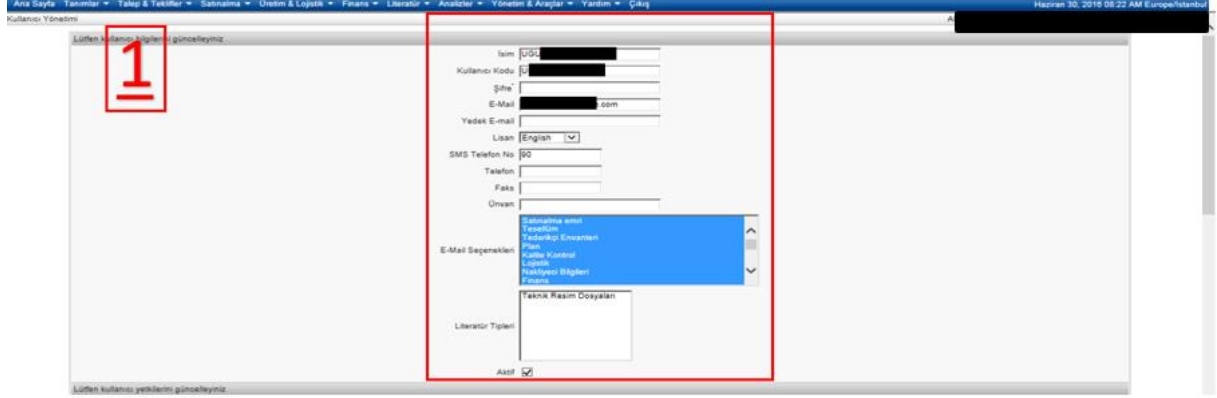 Ana Sayfa Tanımlar Talep & Teklifler Satınalma Üretim & Lojistik Finans Literatür Analizler Yönetim & Araçlar Yardım Çıkış Haziran 30, 2016 08:22 AM Europe/Istanbul
Kullanıcı Yönetimi A
Lütfen kullanıcı bilgilerini güncelleyiniz
1
İsim UĞU
Kullanıcı Kodu U
Şifre*
E-Mail .com
Yedek E-mail
Lisan English
SMS Telefon No 90
Telefon
Faks
Ünvan
E-Mail Seçenekleri
Satınalma emri
Tesellüm
Tedarikçi Envanteri
Plan
Kalite Kontrol
Lojistik
Nakliyeci Bilgileri
Finans
Literatür Tipleri
Teknik Resim Dosyaları
Aktif
Lütfen kullanıcı yetkilerini güncelleyiniz